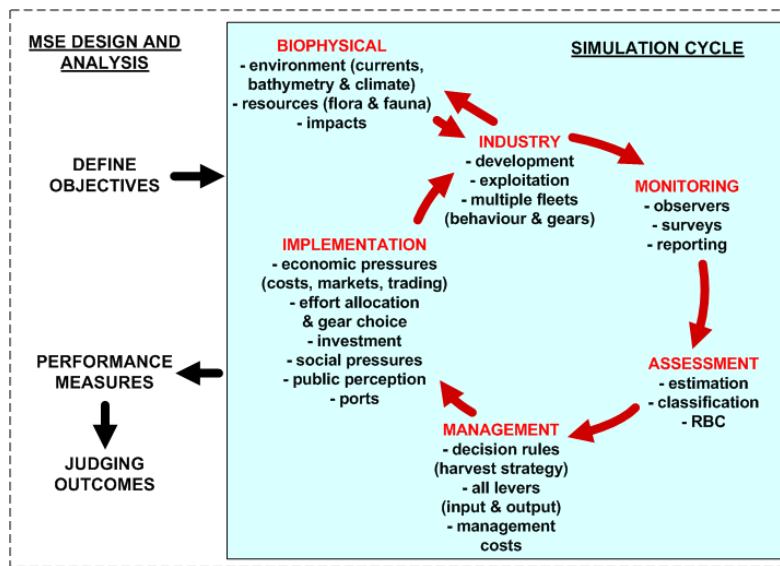 MSE DESIGN AND
ANALYSIS
DEFINE
OBJECTIVES
PERFORMANCE
MEASURES
JUDGING
OUTCOMES
SIMULATION CYCLE
BIOPHYSICAL
- environment (currents,
bathymetry & climate)
- resources (flora & fauna)
- impacts
INDUSTRY
- development
- exploitation
- multiple fleets
(behaviour & gears)
MONITORING
- observers
- surveys
- reporting
ASSESSMENT
- estimation
- classification
- RBC
MANAGEMENT
- decision rules
(harvest strategy)
- all levers
(input & output)
- management
costs
IMPLEMENTATION
- economic pressures
(costs, markets, trading)
- effort allocation
& gear choice
- investment
- social pressures
- public perception
- ports